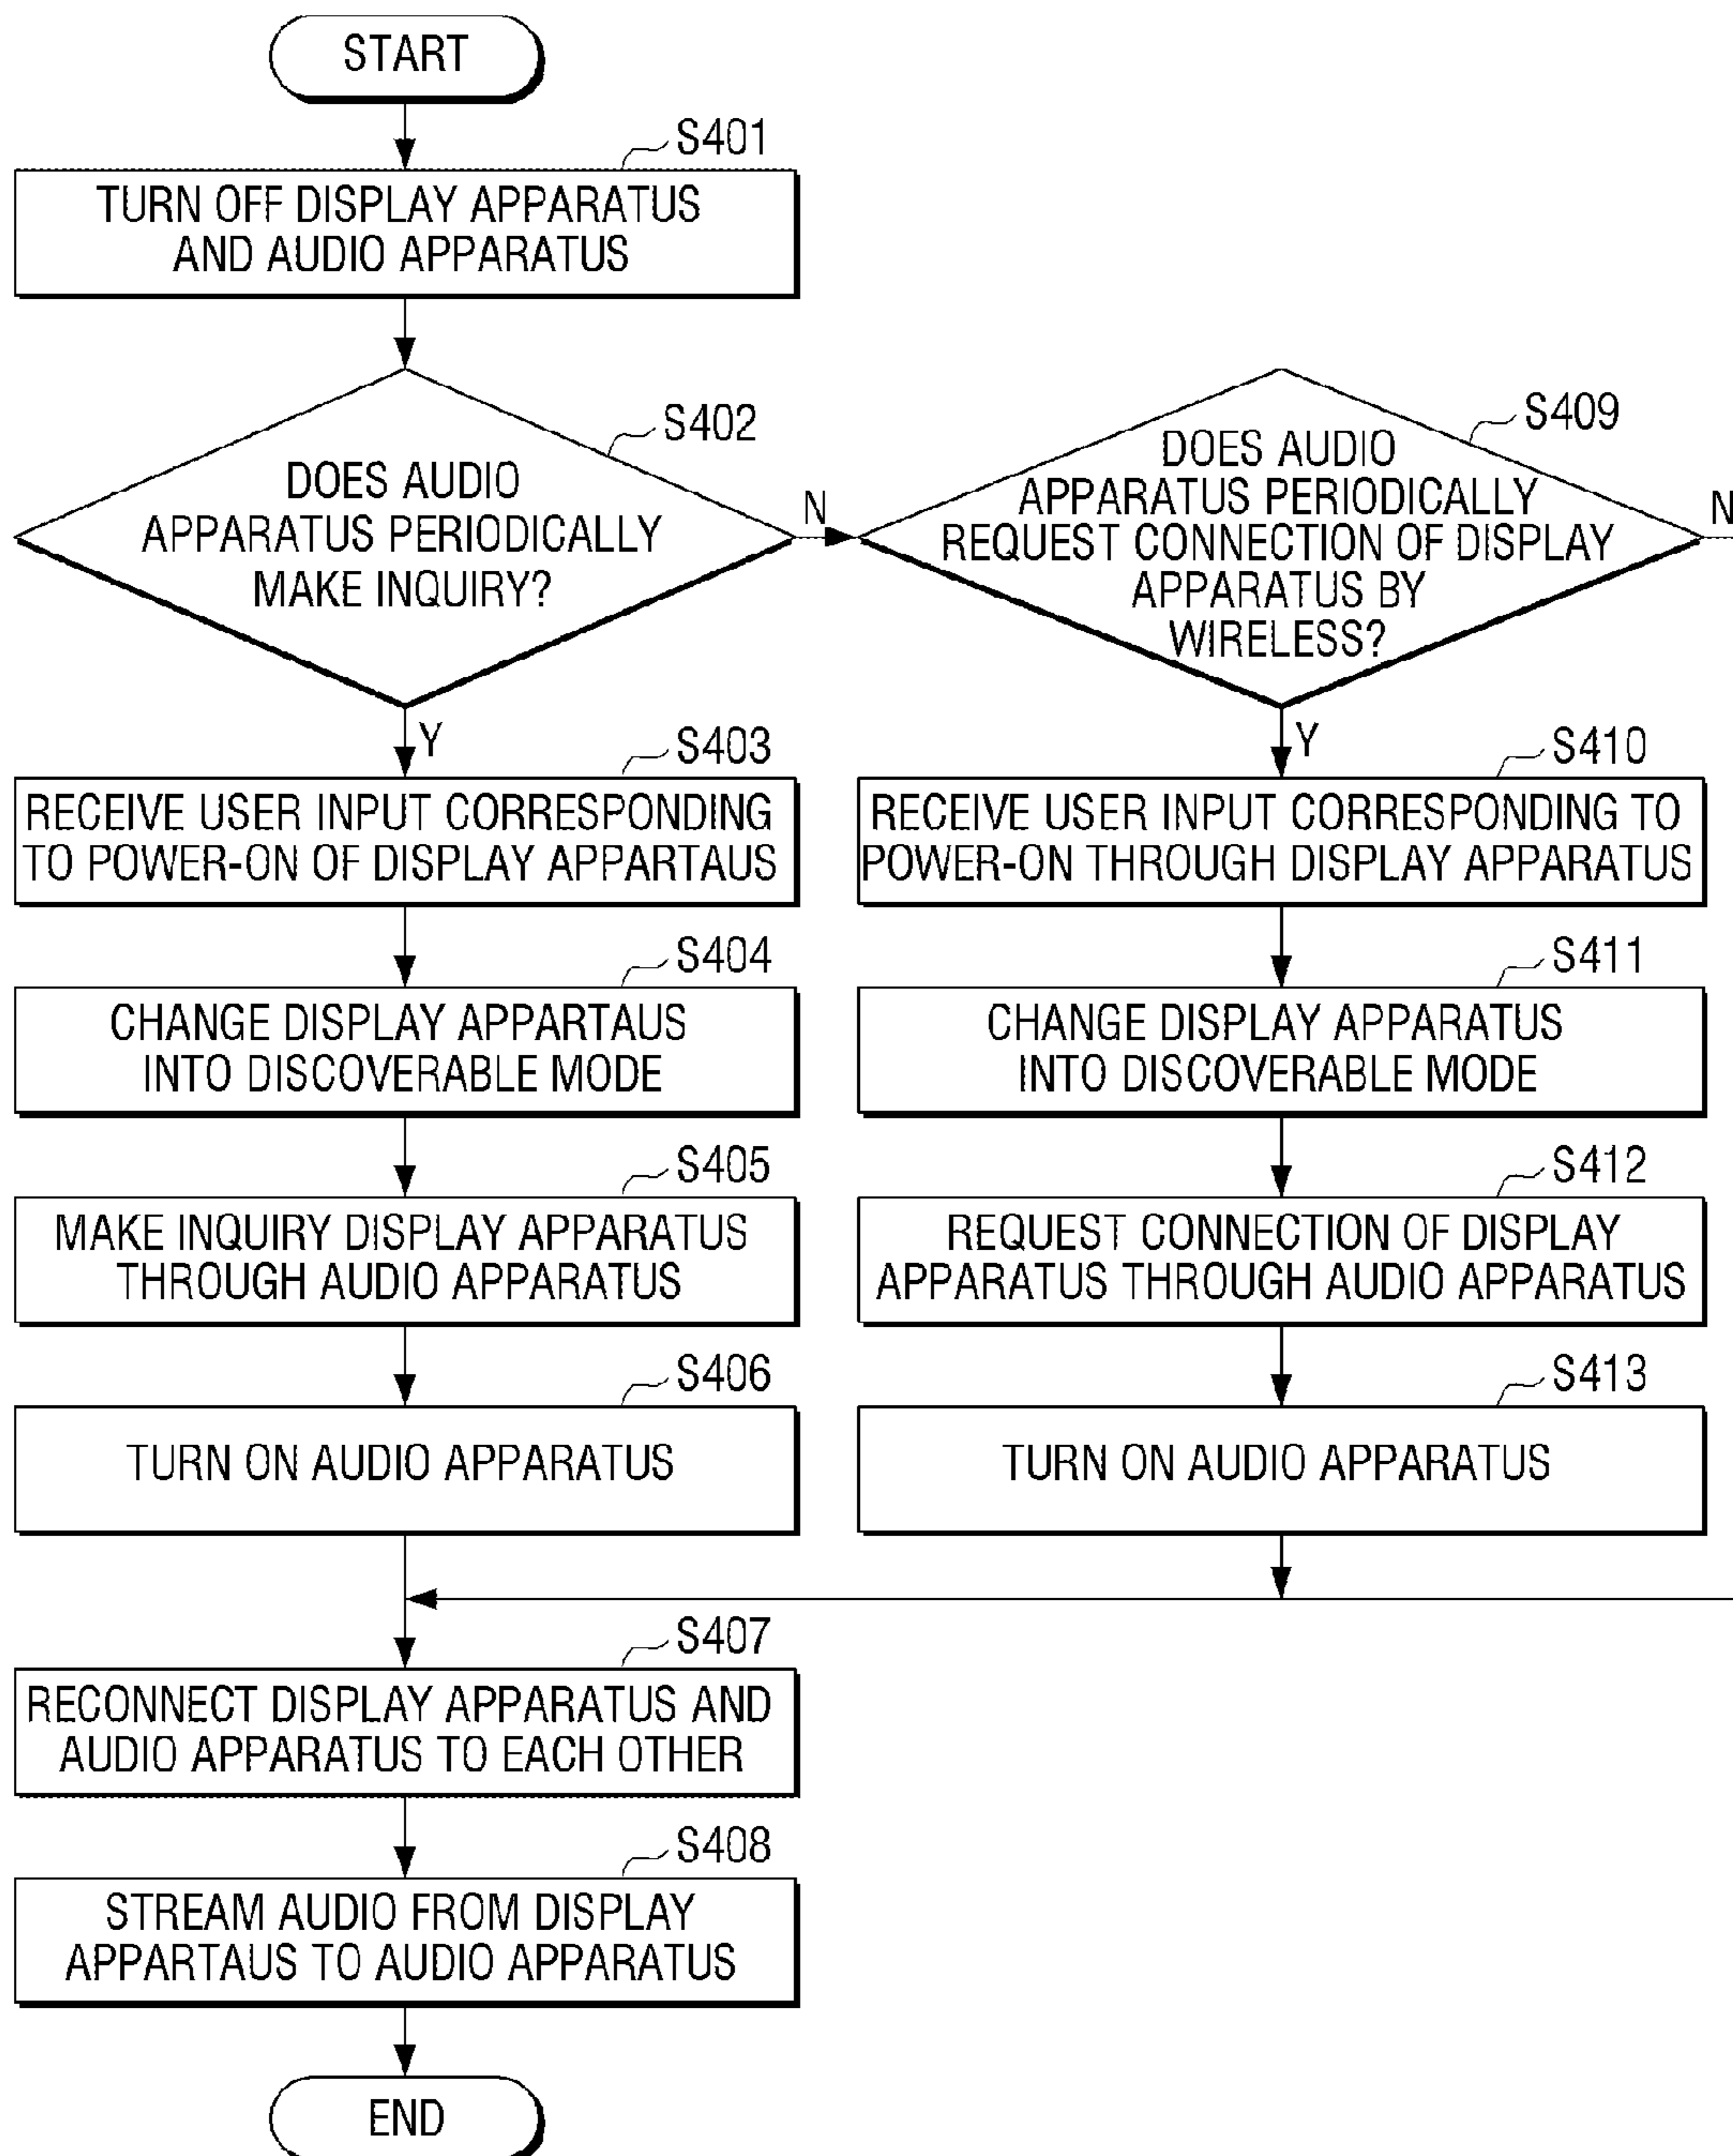 START
S401
TURN OFF DISPLAY APPARATUS
AND AUDIO APPARATUS
S402
DOES AUDIO
APPARATUS PERIODICALLY
MAKE INQUIRY?
N
Y
S403
RECEIVE USER INPUT CORRESPONDING
TO POWER-ON OF DISPLAY APPARTAUS
S404
CHANGE DISPLAY APPARTAUS
INTO DISCOVERABLE MODE
S405
MAKE INQUIRY DISPLAY APPARATUS
THROUGH AUDIO APPARATUS
S406
TURN ON AUDIO APPARATUS
S407
RECONNECT DISPLAY APPARATUS AND
AUDIO APPARATUS TO EACH OTHER
S408
STREAM AUDIO FROM DISPLAY
APPARTAUS TO AUDIO APPARATUS
END
S409
DOES AUDIO
APPARATUS PERIODICALLY
REQUEST CONNECTION OF DISPLAY
APPARATUS BY
WIRELESS?
N
Y
S410
RECEIVE USER INPUT CORRESPONDING TO
POWER-ON THROUGH DISPLAY APPARATUS
S411
CHANGE DISPLAY APPARATUS
INTO DISCOVERABLE MODE
S412
REQUEST CONNECTION OF DISPLAY
APPARATUS THROUGH AUDIO APPARATUS
S413
TURN ON AUDIO APPARATUS